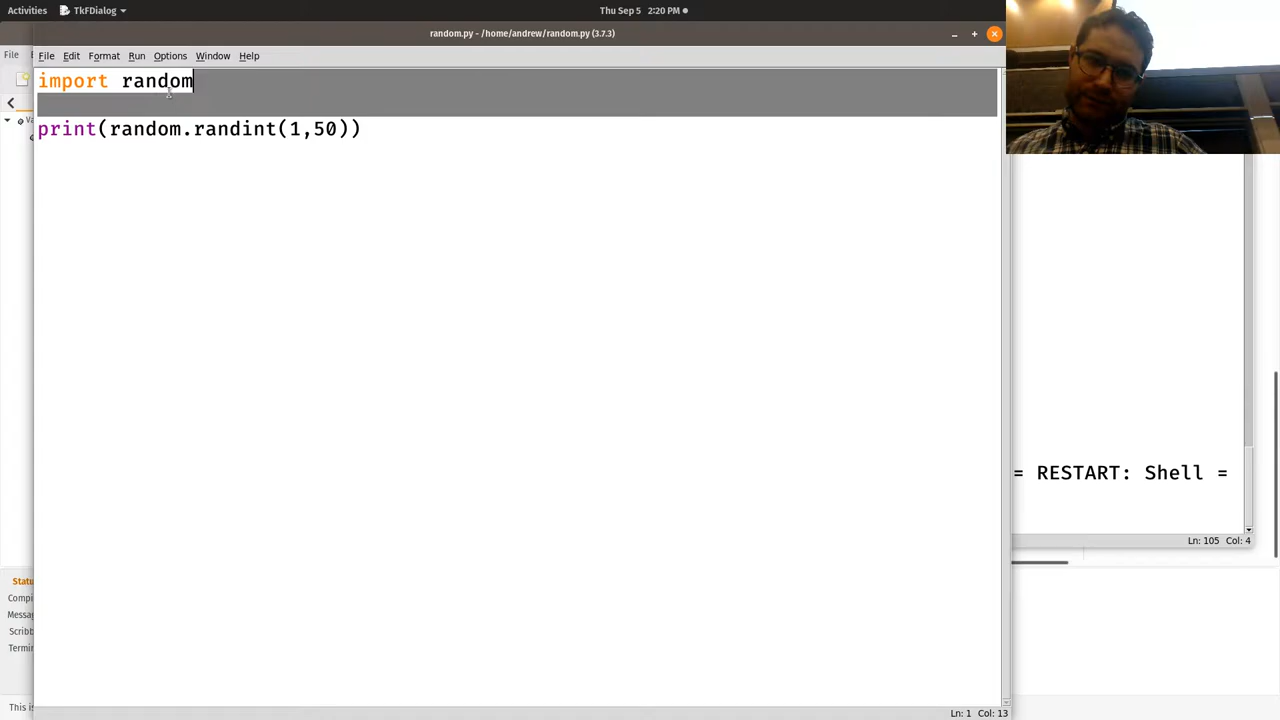 Activities TkFDialog Thu Sep 5 2:20 PM
random.py - /home/andrew/random.py (3.7.3)
File
File Edit Format Run Options Window Help
import random
print(random.randint(1,50))
= RESTART: Shell =
Ln: 105 Col: 4
Ln: 1 Col: 13